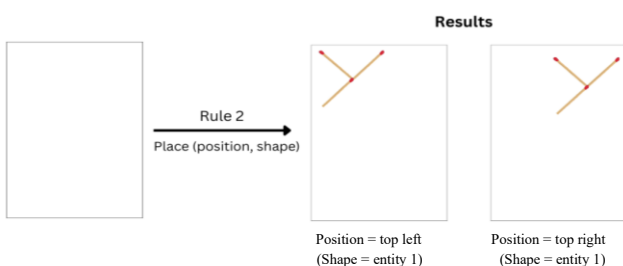 Results
Rule 2
Place (position, shape)
Position = top left
(Shape = entity 1)
Position = top right
(Shape = entity 1)